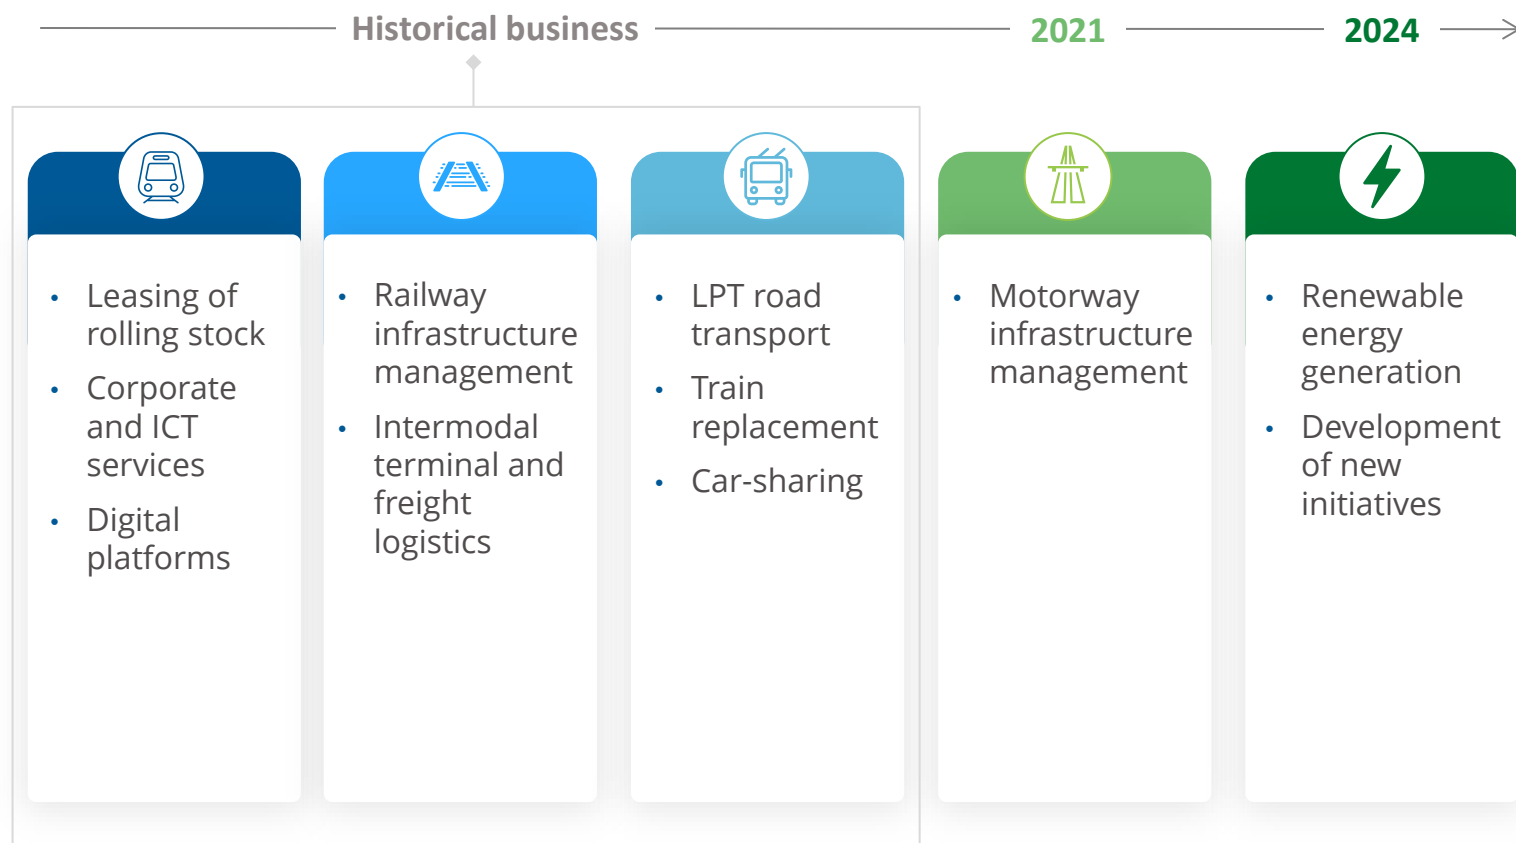 Historical business
2021
2024
• Leasing of
rolling stock
• Corporate
and ICT
services
• Digital
platforms
• Railway
infrastructure
management
• Intermodal
terminal and
freight
logistics
• LPT road
transport
• Train
replacement
• Car-sharing
• Motorway
infrastructure
management
• Renewable
energy
generation
• Development
of new
initiatives